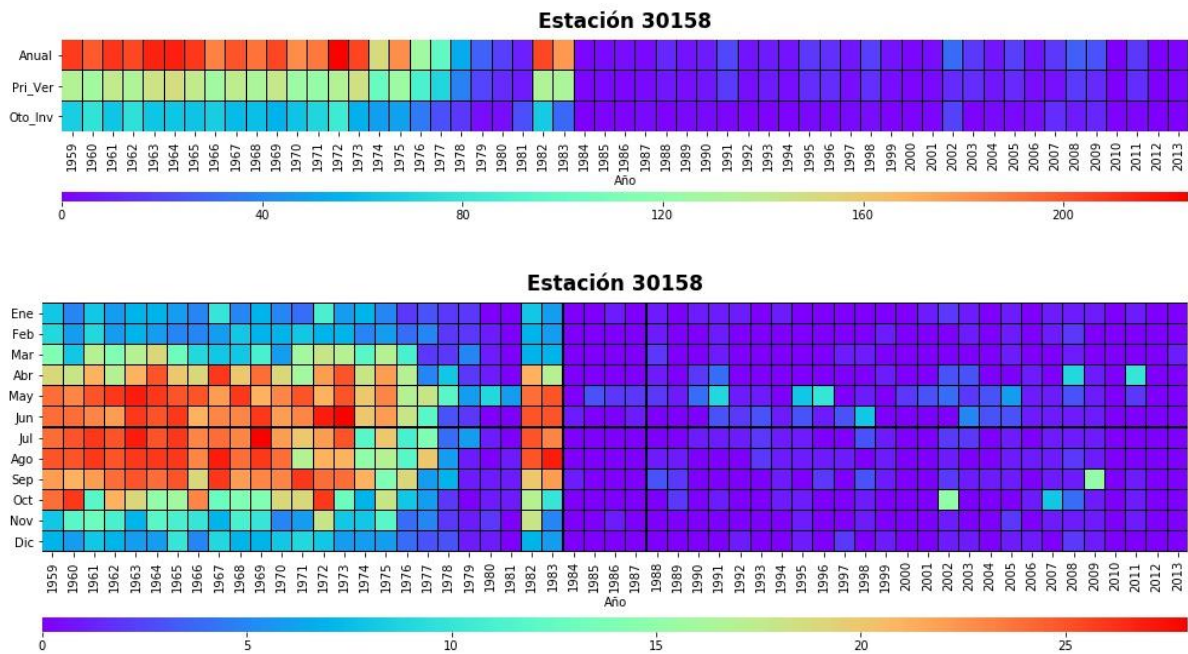 Estación 30158
Anual
Pri_Ver
Oto_Inv
1959 1960 1961 1962 1963 1964 1965 1966 1967 1968 1969 1970 1971 1972 1973 1974 1975 1976 1977 1978 1979 1980 1981 1982 1983 1984 1985 1986 1987 1988 1989 1990 1991 1992 1993 1994 1995 1996 1997 1998 1999 2000 2001 2002 2003 2004 2005 2006 2007 2008 2009 2010 2011 2012 2013
Año
0 40 80 120 160 200
Estación 30158
Ene
Feb
Mar
Abr
May
Jun
Jul
Ago
Sep
Oct
Nov
Dic
1959 1960 1961 1962 1963 1964 1965 1966 1967 1968 1969 1970 1971 1972 1973 1974 1975 1976 1977 1978 1979 1980 1981 1982 1983 1984 1985 1986 1987 1988 1989 1990 1991 1992 1993 1994 1995 1996 1997 1998 1999 2000 2001 2002 2003 2004 2005 2006 2007 2008 2009 2010 2011 2012 2013
Año
0 5 10 15 20 25